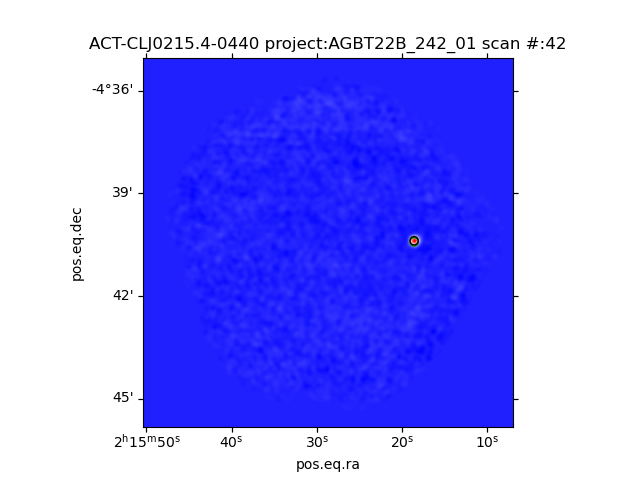 ACT-CLJ0215.4-0440 project:AGBT22B_242_01 scan #:42
-4°36'
39'
42'
45'
pos.eq.dec
2ʰ15ᵐ50ˢ 40ˢ 30ˢ 20ˢ 10ˢ
pos.eq.ra